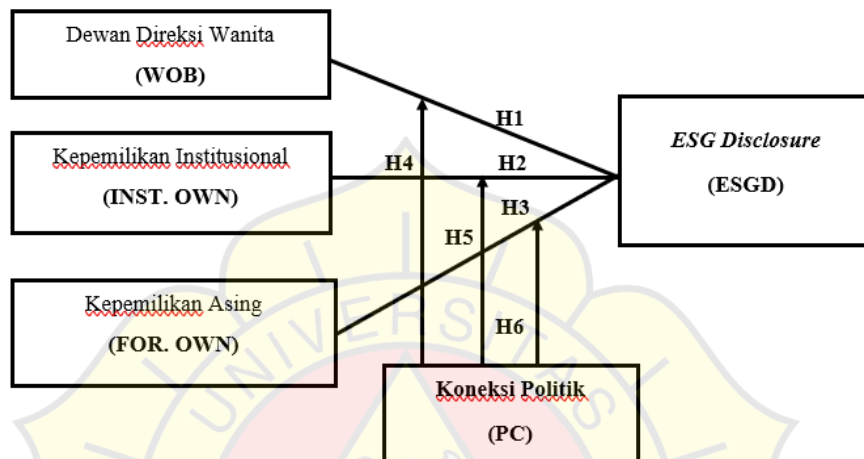 Dewan Direksi Wanita
(WOB)
H1
ESG Disclosure
(ESGD)
Kepemilikan Institusional
(INST. OWN)
H4
H2
H3
H5
Kepemilikan Asing
(FOR. OWN)
H6
Koneksi Politik
(PC)
UNIVERSITAS